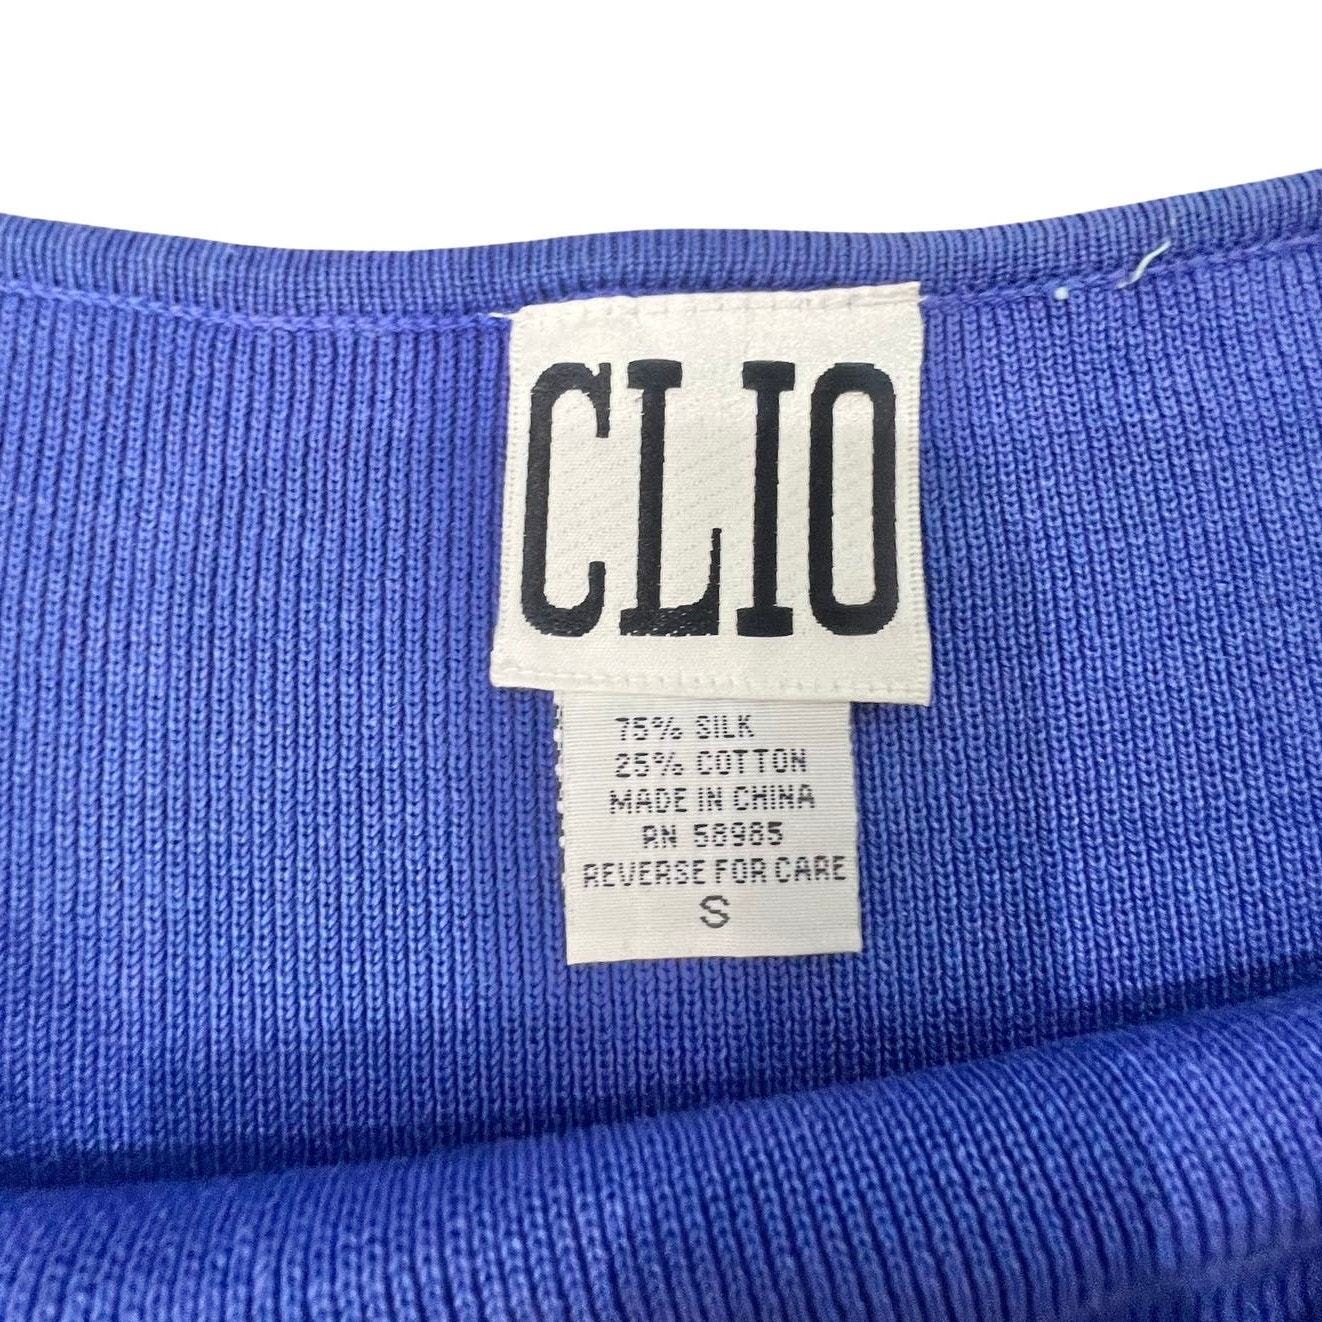 CLIO
75% SILK
25% COTTON
MADE IN CHINA
RN 58985
REVERSE FOR CARE
S